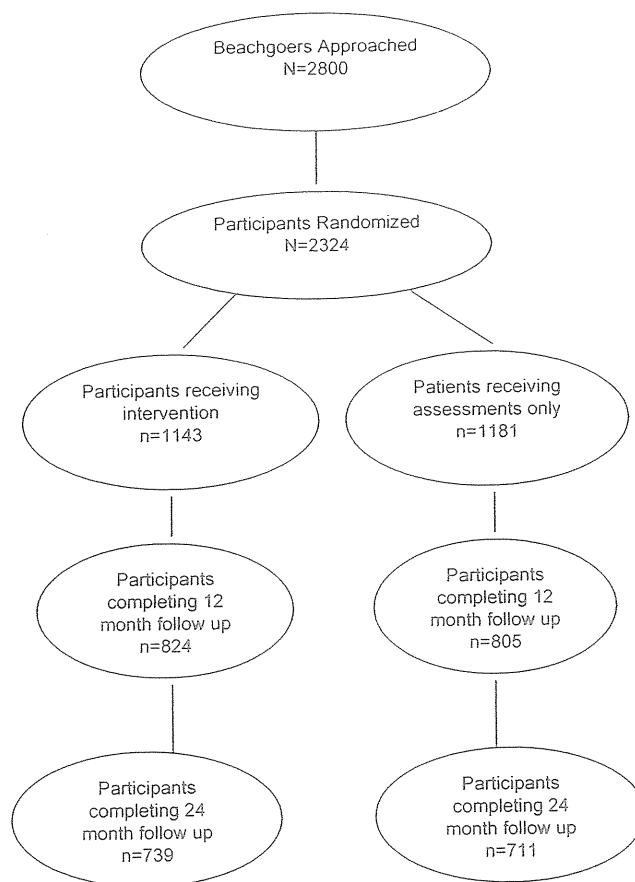 Beachgoers Approached
N=2800
Participants Randomized
N=2324
Participants receiving
intervention
n=1143
Patients receiving
assessments only
n=1181
Participants
completing 12
month follow up
n=824
Participants
completing 12
month follow up
n=805
Participants
completing 24
month follow up
n=739
Participants
completing 24
month follow up
n=711